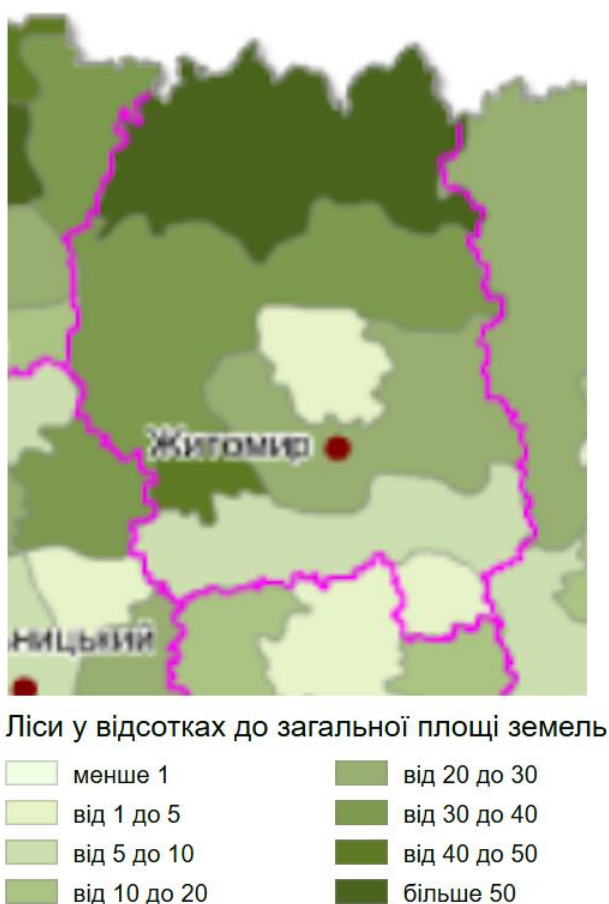 Житомир
ьницький
Ліси у відсотках до загальної площі земель
менше 1
від 1 до 5
від 5 до 10
від 10 до 20
від 20 до 30
від 30 до 40
від 40 до 50
більше 50